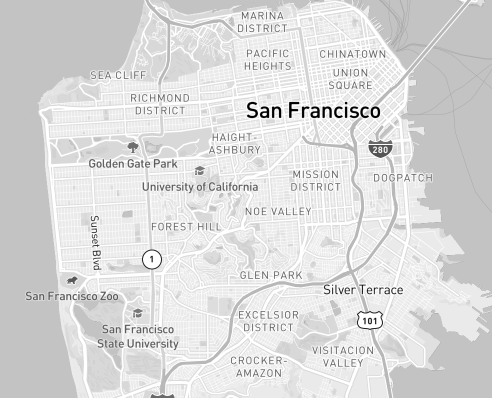 MARINA
DISTRICT
PACIFIC
HEIGHTS
CHINATOWN
UNION
SQUARE
SEA CLIFF
RICHMOND
DISTRICT
San Francisco
HAIGHT-
ASHBURY
280
Golden Gate Park
University of California
MISSION
DISTRICT
DOGPATCH
NOE VALLEY
Sunset Blvd
FOREST HILL
1
GLEN PARK
San Francisco Zoo
Silver Terrace
San Francisco
State University
EXCELSIOR
DISTRICT
101
VISITACION
VALLEY
CROCKER-
AMAZON